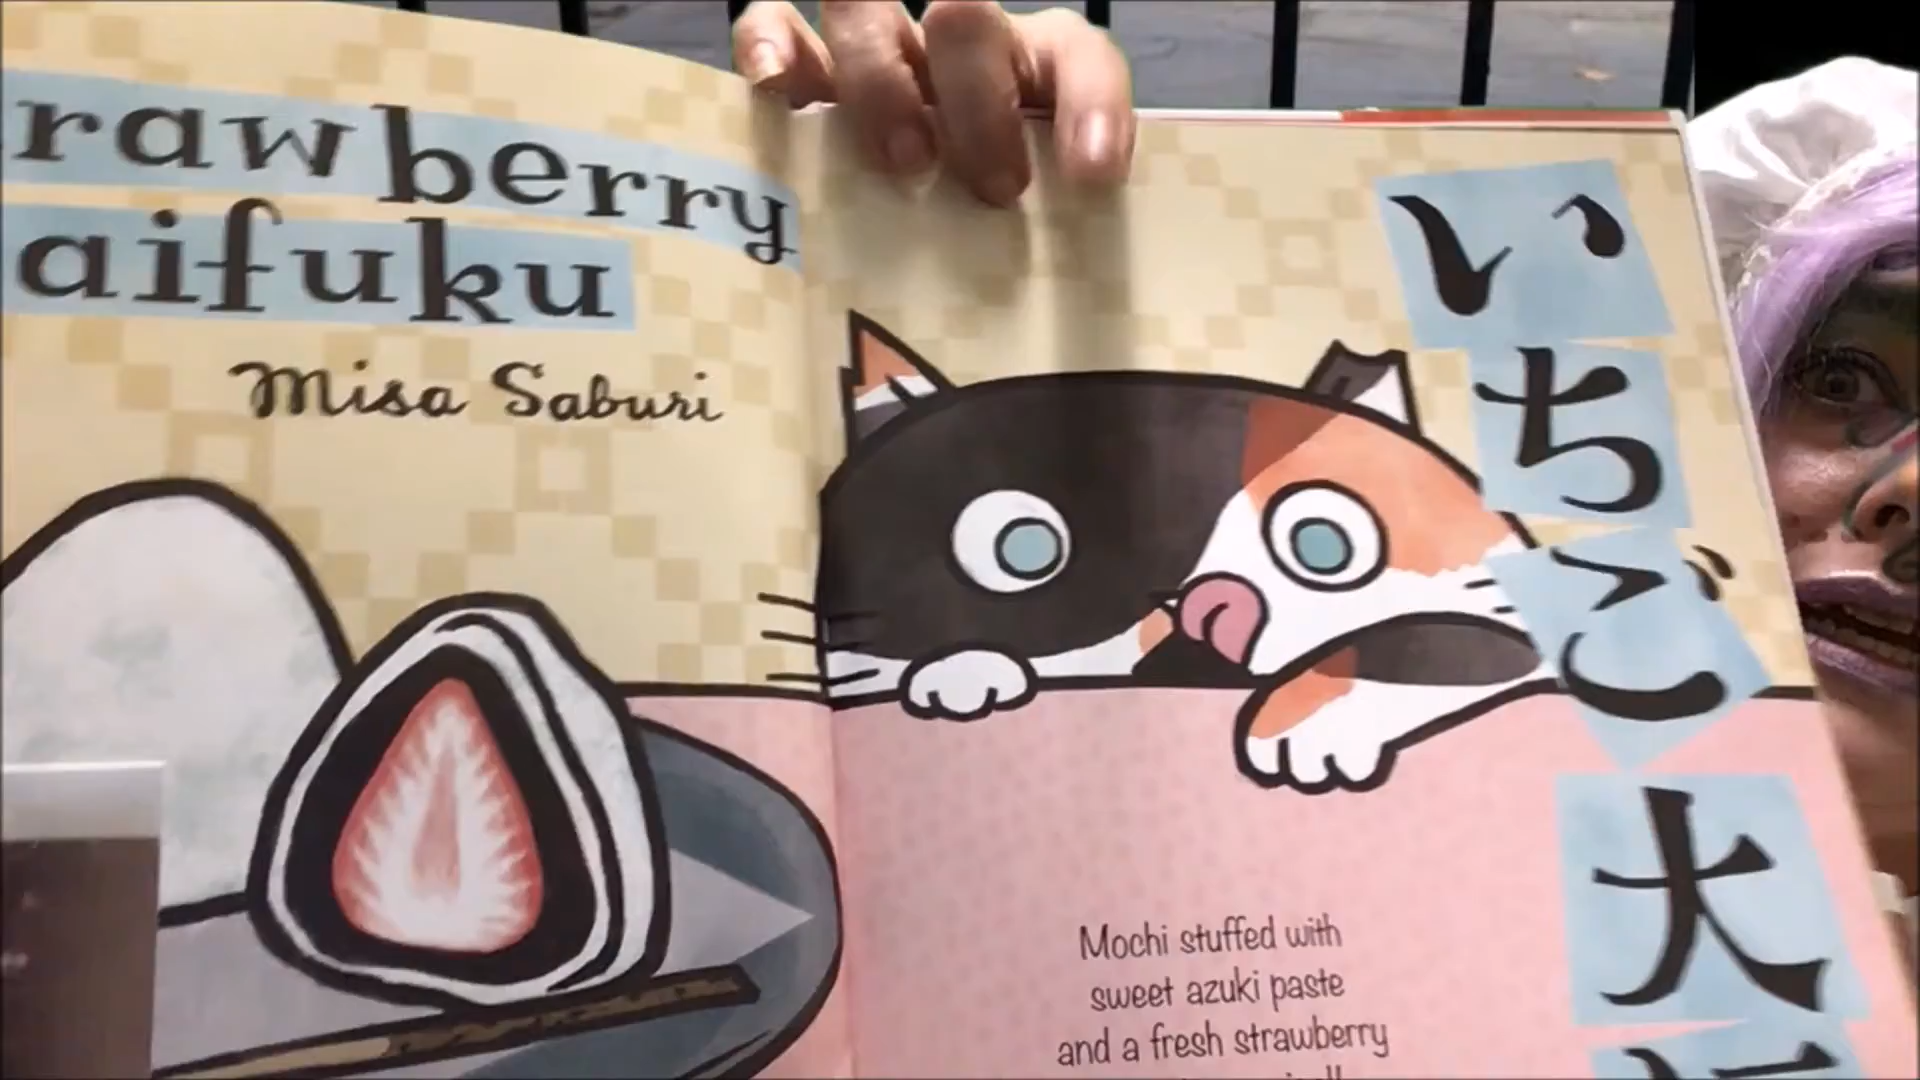 rawberry
aifuku
Misa Saburi
いちご大
Mochi stuffed with
sweet azuki paste
and a fresh strawberry